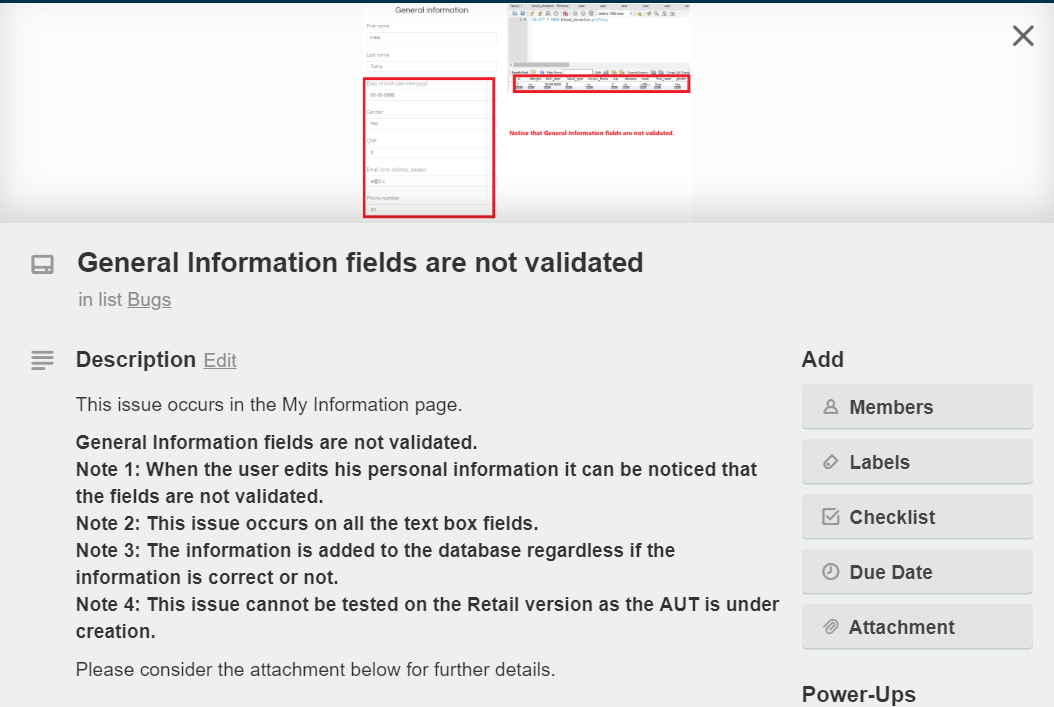 General Information
First name
Last name
Date of birth (dd-mm-yyyy)
00-00-0000
Gender
Yes
CNP
Email (one address, please)
Phone number
SELECT * FROM blood_donation.profile;
Notice that General Information fields are not validated.
General Information fields are not validated
in list Bugs
Description Edit
Add
This issue occurs in the My Information page.
Members
General Information fields are not validated.
Note 1: When the user edits his personal information it can be noticed that
the fields are not validated.
Labels
Note 2: This issue occurs on all the text box fields.
Checklist
Note 3: The information is added to the database regardless if the
information is correct or not.
Due Date
Note 4: This issue cannot be tested on the Retail version as the AUT is under
creation.
Attachment
Please consider the attachment below for further details.
Power-Ups